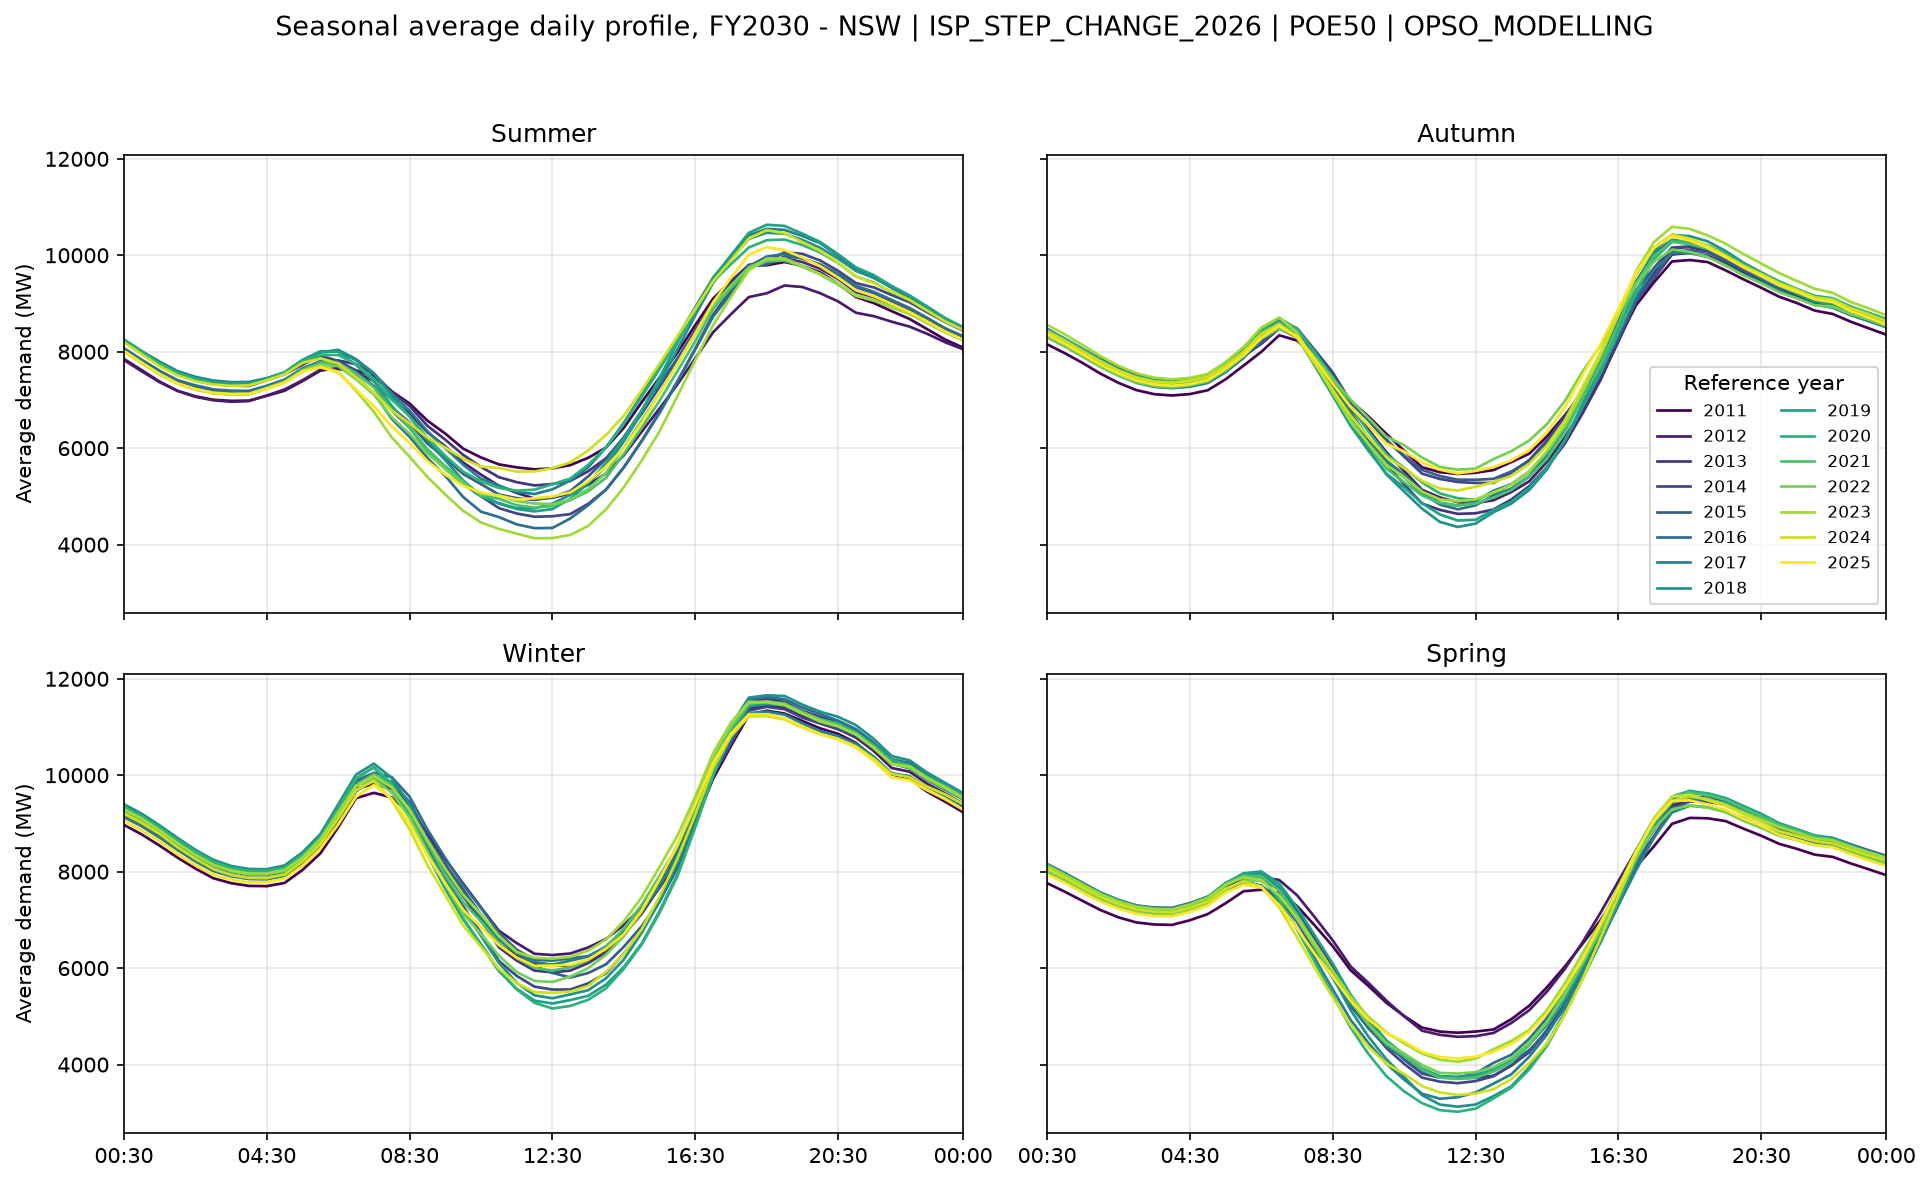 Seasonal average daily profile, FY2030 - NSW | ISP_STEP_CHANGE_2026 | POE50 | OPSO_MODELLING
Summer
Autumn
12000
10000
8000
6000
4000
Average demand (MW)
Reference year
2011 2019
2012 2020
2013 2021
2014 2022
2015 2023
2016 2024
2017 2025
2018
Winter
Spring
12000
10000
8000
6000
4000
Average demand (MW)
00:30 04:30 08:30 12:30 16:30 20:30 00:00
00:30 04:30 08:30 12:30 16:30 20:30 00:00